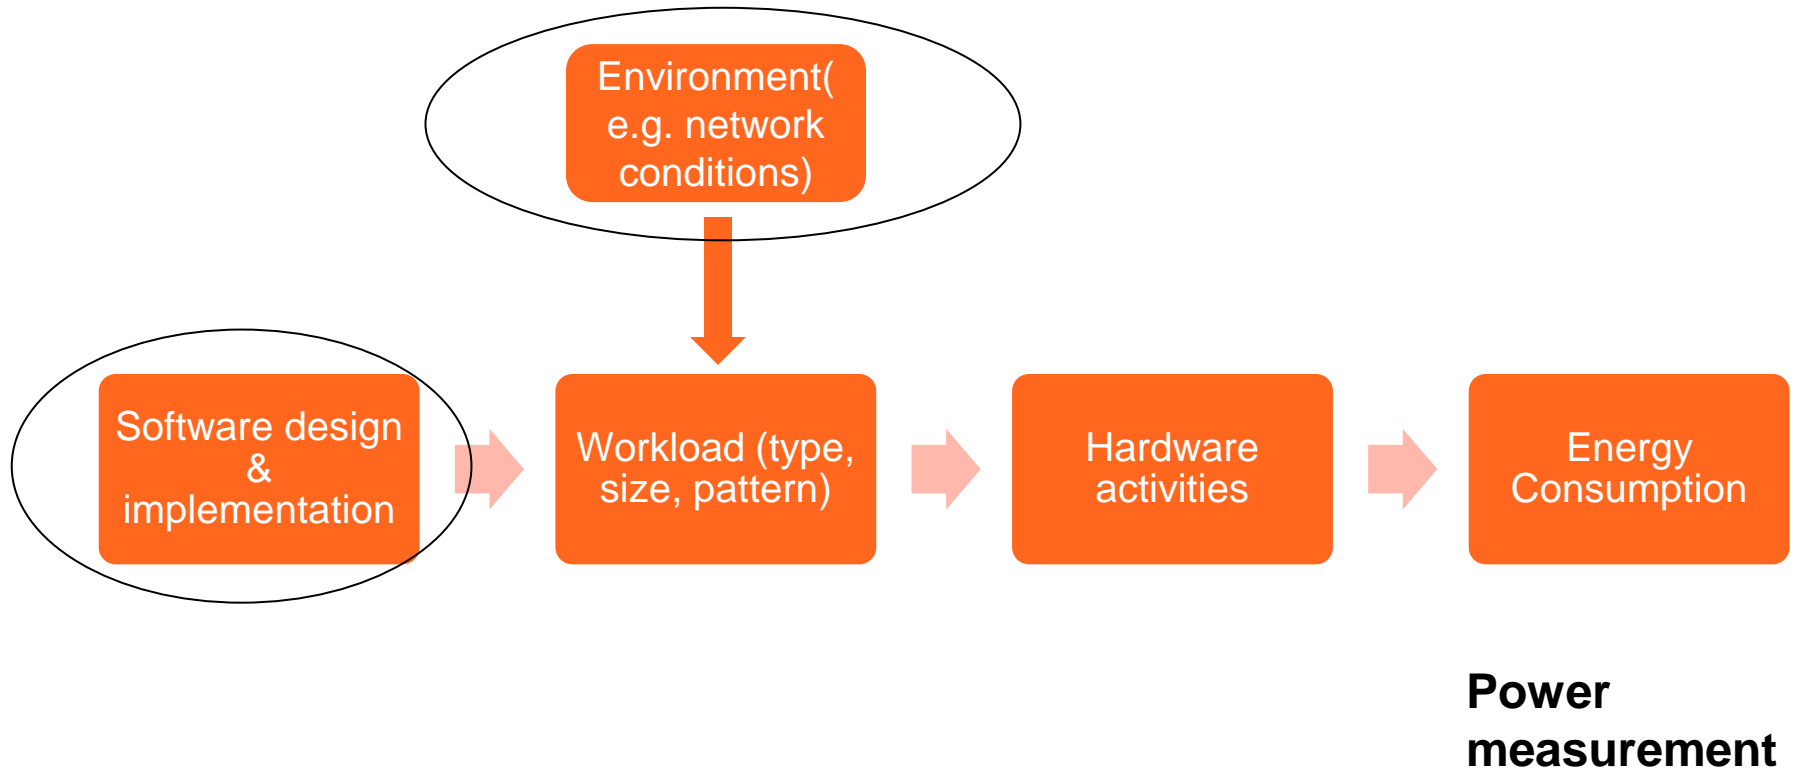 Environment(
e.g. network
conditions)
Software design
&
implementation
Workload (type,
size, pattern)
Hardware
activities
Energy
Consumption
Power
measurement